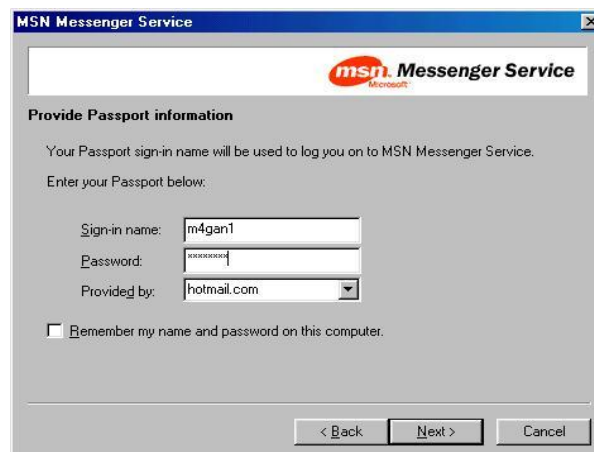 MSN Messenger Service
msn. Messenger Service
Microsoft
Provide Passport information
Your Passport sign-in name will be used to log you on to MSN Messenger Service.
Enter your Passport below:
Sign-in name: m4gan1
Password: ××××××××
Provided by: hotmail.com
Remember my name and password on this computer.
< Back Next > Cancel